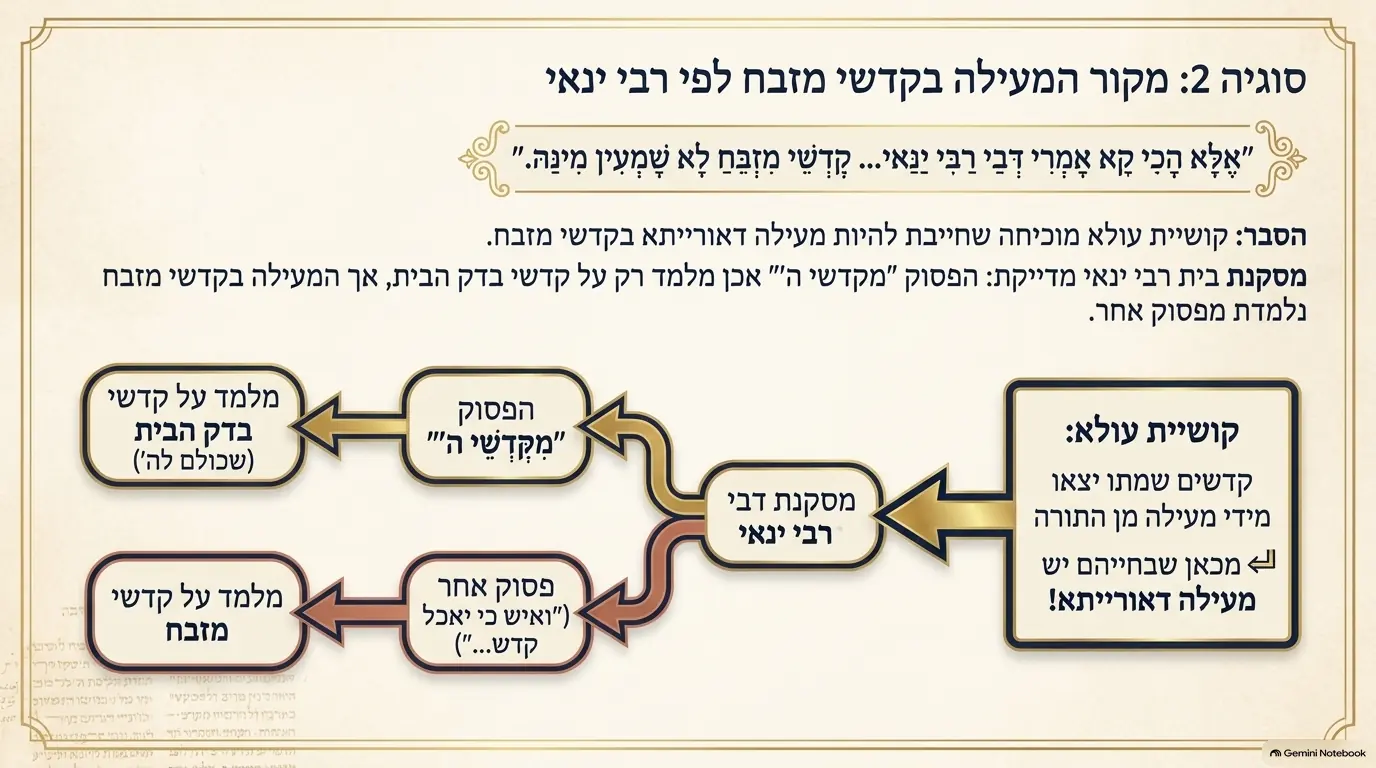 סוגיה 2: מקור המעילה בקדשי מזבח לפי רבי ינאי
"אֶלָּא הָכִי קָא אָמְרִי דְּבֵי רַבִּי יַנַּאי... קׇדְשֵׁי מִזְבֵּחַ לָא שָׁמְעִין מִינַּהּ."
הסבר: קושיית עולא מוכיחה שחייבת להיות מעילה דאורייתא בקדשי מזבח.
מסקנת בית רבי ינאי מדייקת: הפסוק "מקדשי ה'" אכן מלמד רק על קדשי בדק הבית, אך המעילה בקדשי מזבח
נלמדת מפסוק אחר.
קושיית עולא:
קדשים שמתו יצאו
מידי מעילה מן התורה
מכאן שבחייהם יש
מעילה דאורייתא!
מסקנת דבי
רבי ינאי
הפסוק
"מִקׇּדְשֵׁי ה'"
מלמד על קדשי
בדק הבית
(שכולם לה')
פסוק אחר
("ואיש כי יאכל
קדש...")
מלמד על קדשי
מזבח
Gemini Notebook